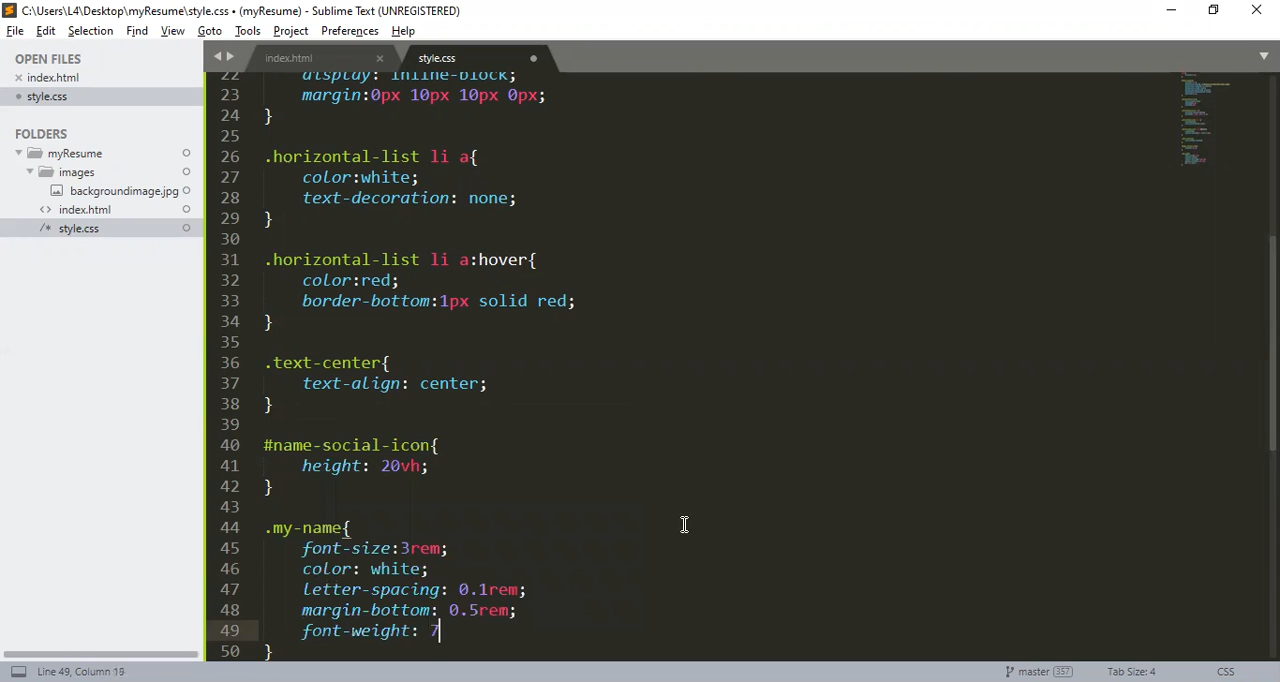 C:\Users\L4\Desktop\myResume\style.css • (myResume) - Sublime Text (UNREGISTERED)
File Edit Selection Find View Goto Tools Project Preferences Help
OPEN FILES
index.html
style.css
FOLDERS
myResume
images
backgroundimage.jpg
<> index.html
/* style.css
index.html
style.css
22 display: inline-block;
23 margin:0px 10px 10px 0px;
24 }
25
26 .horizontal-list li a{
27 color:white;
28 text-decoration: none;
29 }
30
31 .horizontal-list li a:hover{
32 color:red;
33 border-bottom:1px solid red;
34 }
35
36 .text-center{
37 text-align: center;
38 }
39
40 #name-social-icon{
41 height: 20vh;
42 }
43
44 .my-name{
45 font-size:3rem;
46 color: white;
47 letter-spacing: 0.1rem;
48 margin-bottom: 0.5rem;
49 font-weight: 7
50 }
Line 49, Column 19 master 357 Tab Size: 4 CSS